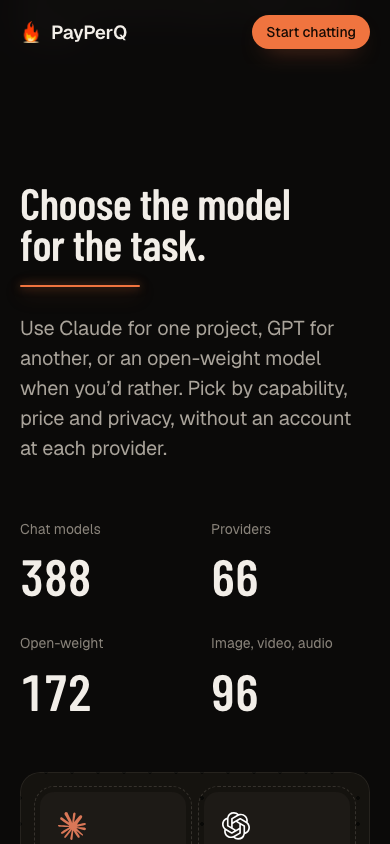 PayPerQ
Start chatting
Choose the model
for the task.
Use Claude for one project, GPT for
another, or an open-weight model
when you’d rather. Pick by capability,
price and privacy, without an account
at each provider.
Chat models
Providers
388
66
Open-weight
Image, video, audio
172
96